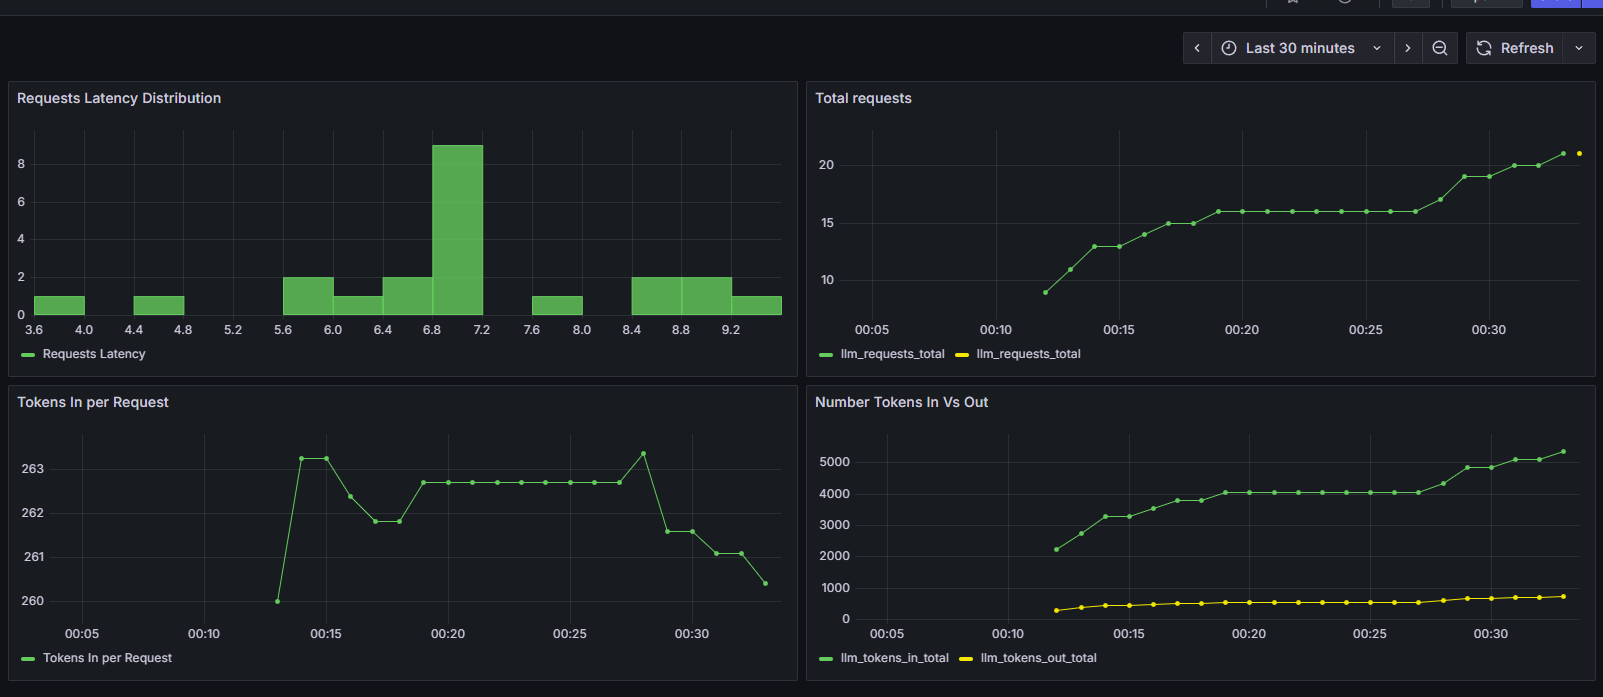 Last 30 minutes
Refresh
Requests Latency Distribution
8
6
4
2
0
3.6 4.0 4.4 4.8 5.2 5.6 6.0 6.4 6.8 7.2 7.6 8.0 8.4 8.8 9.2
Requests Latency
Total requests
20
15
10
00:05 00:10 00:15 00:20 00:25 00:30
llm_requests_total llm_requests_total
Tokens In per Request
263
262
261
260
00:05 00:10 00:15 00:20 00:25 00:30
Tokens In per Request
Number Tokens In Vs Out
5000
4000
3000
2000
1000
0
00:05 00:10 00:15 00:20 00:25 00:30
llm_tokens_in_total llm_tokens_out_total